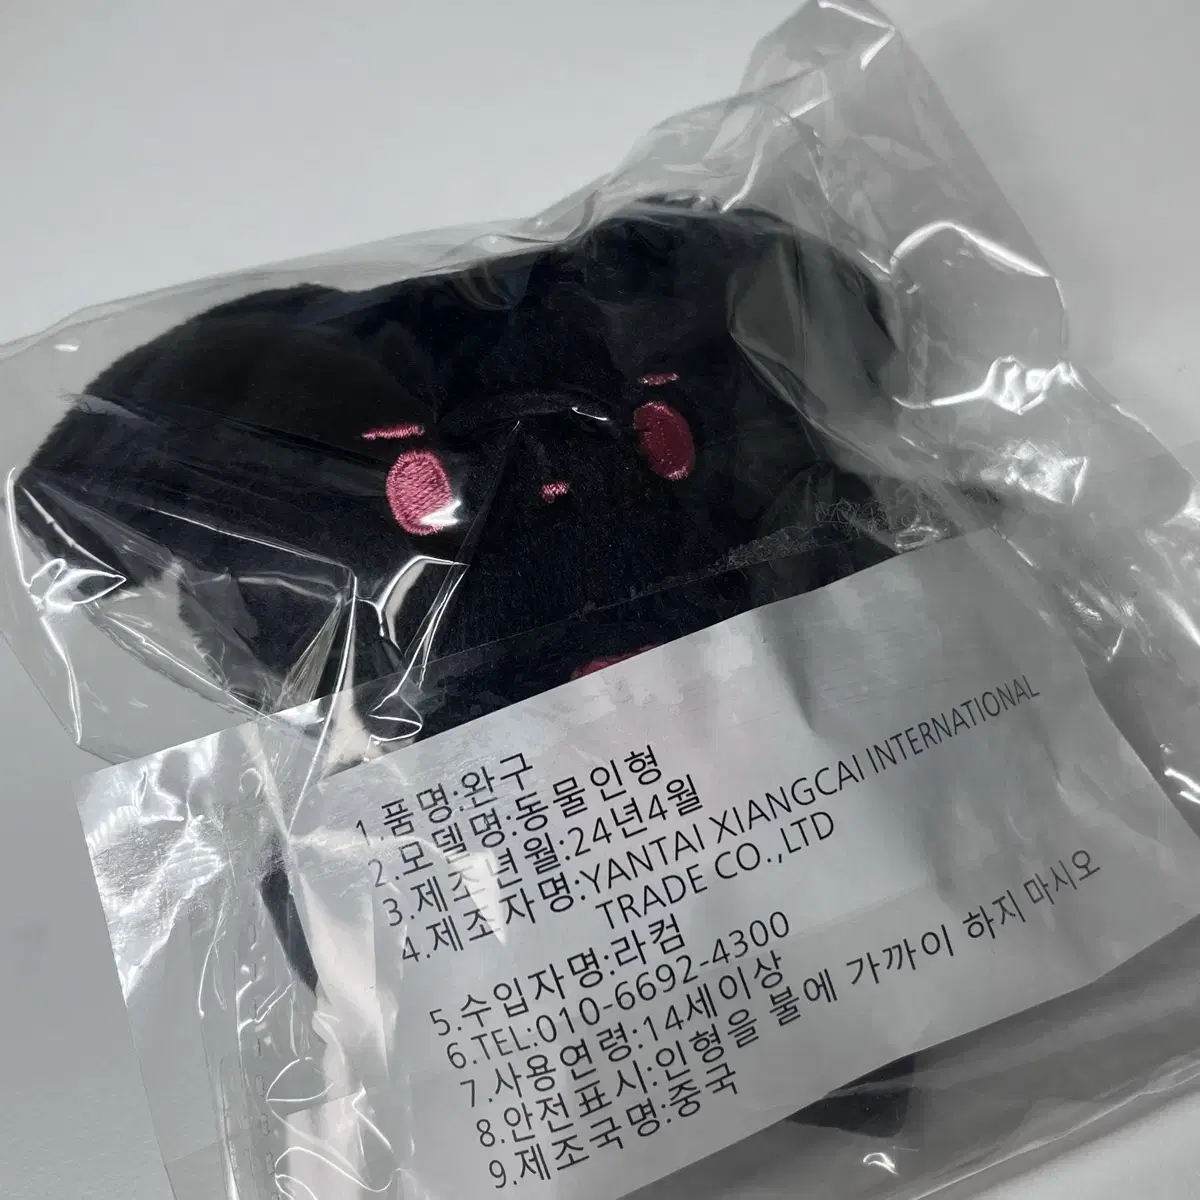 1.품명:완구
2.모델명:동물인형
3.제조년월:24년4월
4.제조자명:YANTAI XIANGCAI INTERNATIONAL
TRADE CO.,LTD
5.수입자명:라컴
6.TEL:010-6692-4300
7.사용연령:14세이상
8.안전표시:인형을 불에 가까이 하지 마시오
9.제조국명:중국